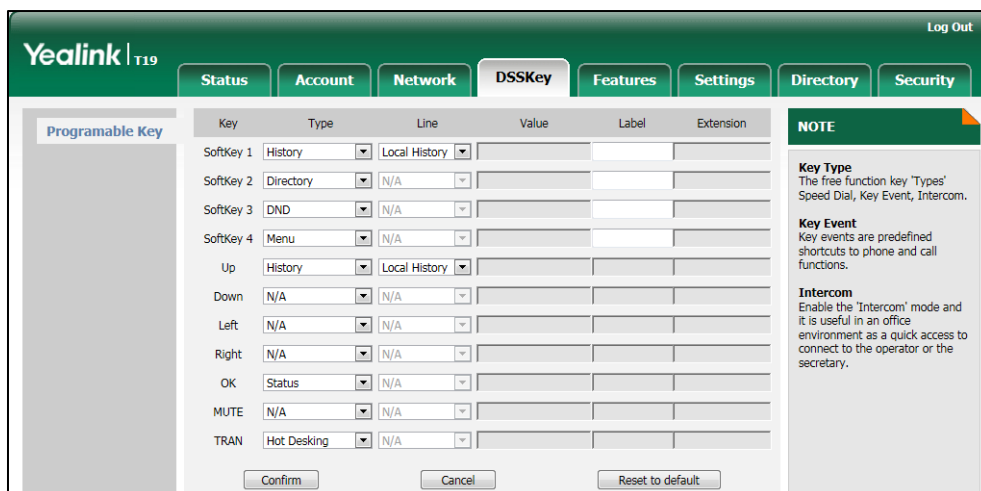 Log Out
Yealink | T19
Status Account Network DSSKey Features Settings Directory Security
Programable Key
Key Type Line Value Label Extension
SoftKey 1 History Local History
SoftKey 2 Directory N/A
SoftKey 3 DND N/A
SoftKey 4 Menu N/A
Up History Local History
Down N/A N/A
Left N/A N/A
Right N/A N/A
OK Status N/A
MUTE N/A N/A
TRAN Hot Desking N/A
Confirm Cancel Reset to default
NOTE
Key Type
The free function key 'Types'
Speed Dial, Key Event, Intercom.
Key Event
Key events are predefined
shortcuts to phone and call
functions.
Intercom
Enable the 'Intercom' mode and
it is useful in an office
environment as a quick access to
connect to the operator or the
secretary.